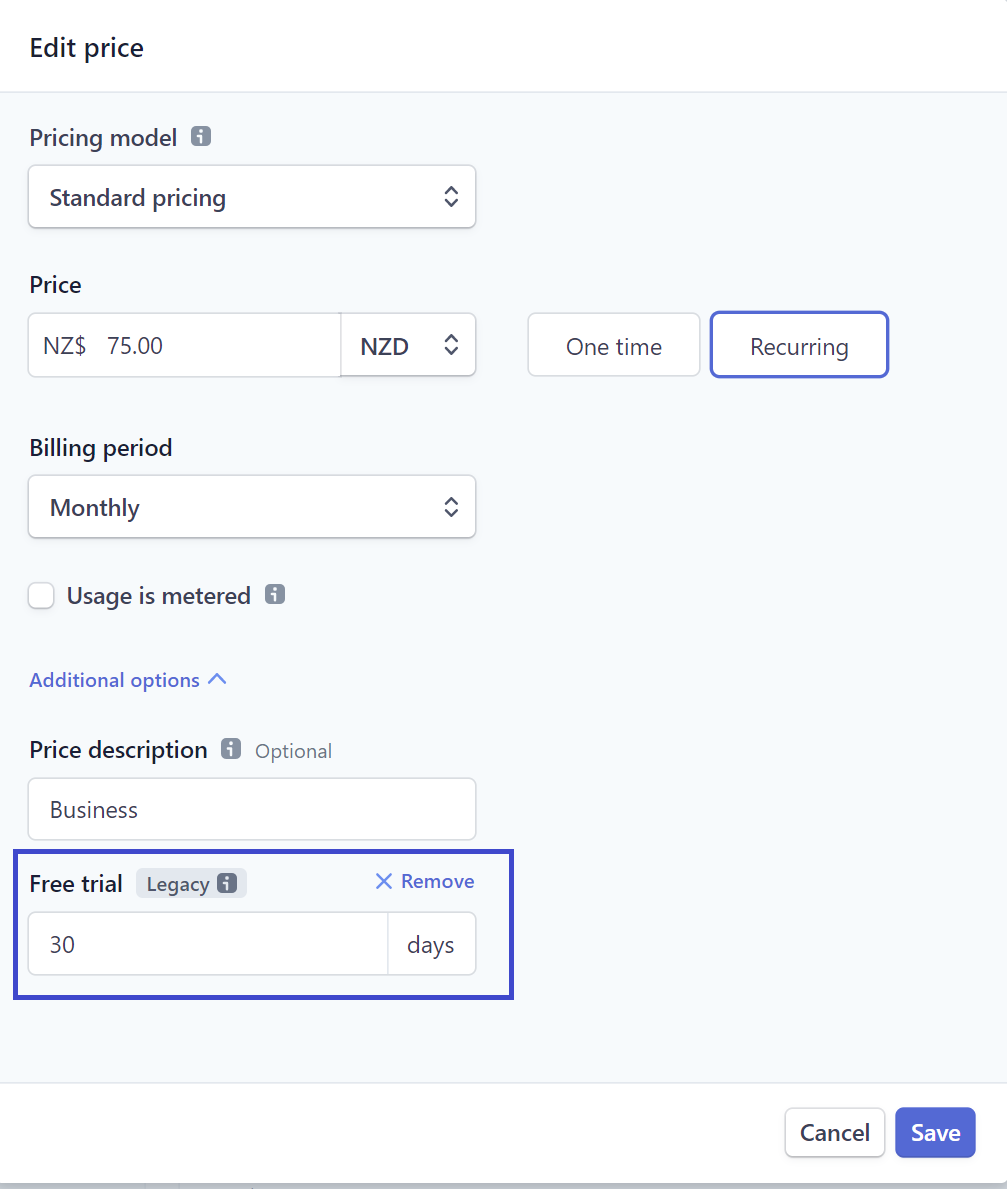 Edit price
Pricing model
Standard pricing
Price
NZ$ 75.00 NZD One time Recurring
Billing period
Monthly
Usage is metered
Additional options
Price description Optional
Business
Free trial Legacy Remove
30 days
Cancel Save